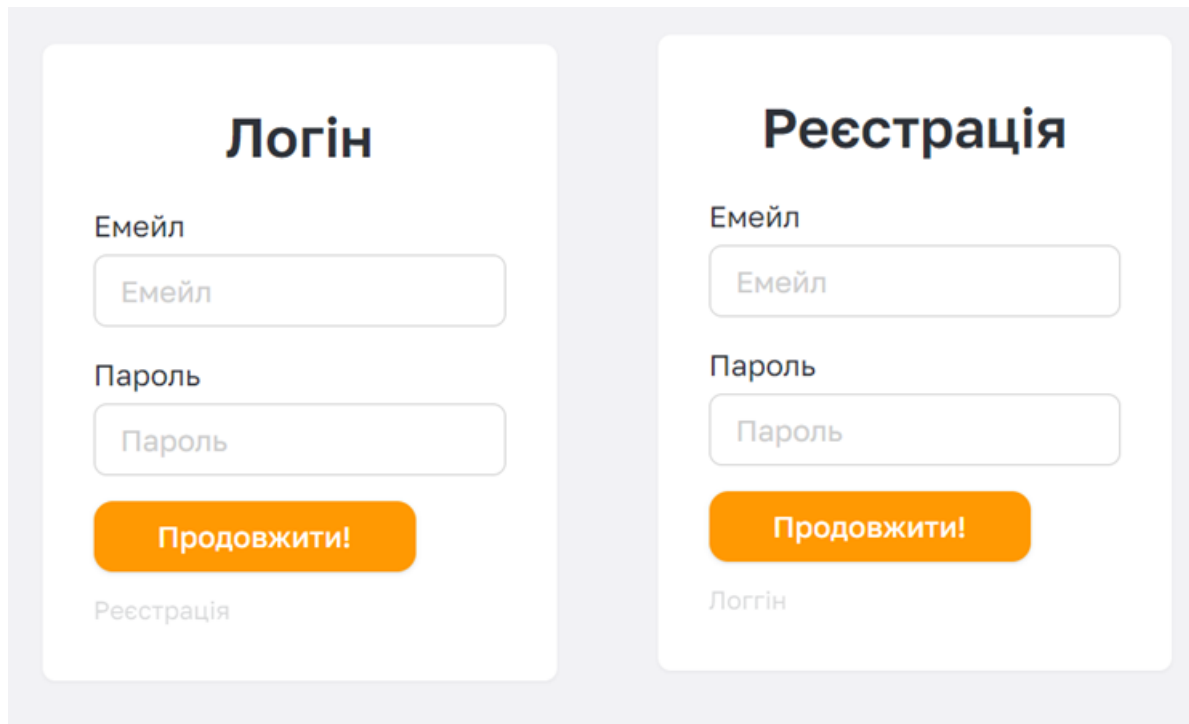 Логін
Емейл
Емейл
Пароль
Пароль
Продовжити!
Реєстрація
Реєстрація
Емейл
Емейл
Пароль
Пароль
Продовжити!
Логгін